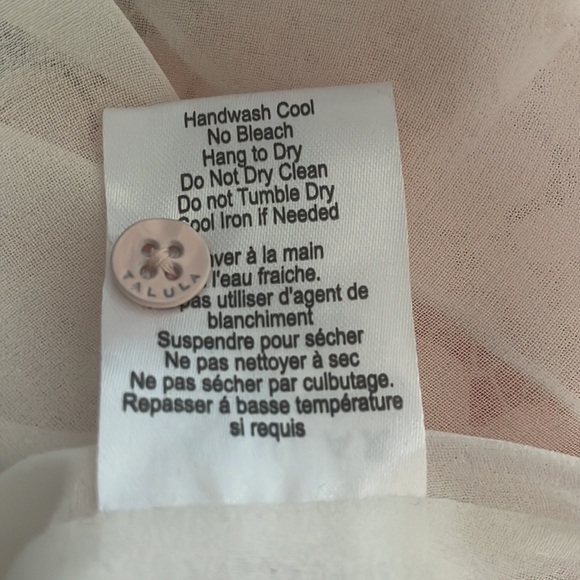 Handwash Cool
No Bleach
Hang to Dry
Do Not Dry Clean
Do not Tumble Dry
ool Iron if Needed
ver à la main
l'eau fraiche.
pas utiliser d'agent de
blanchiment
Suspendre pour sécher
Ne pas nettoyer à sec
Ne pas sécher par culbutage.
Repasser á basse température
si requis
TALULA